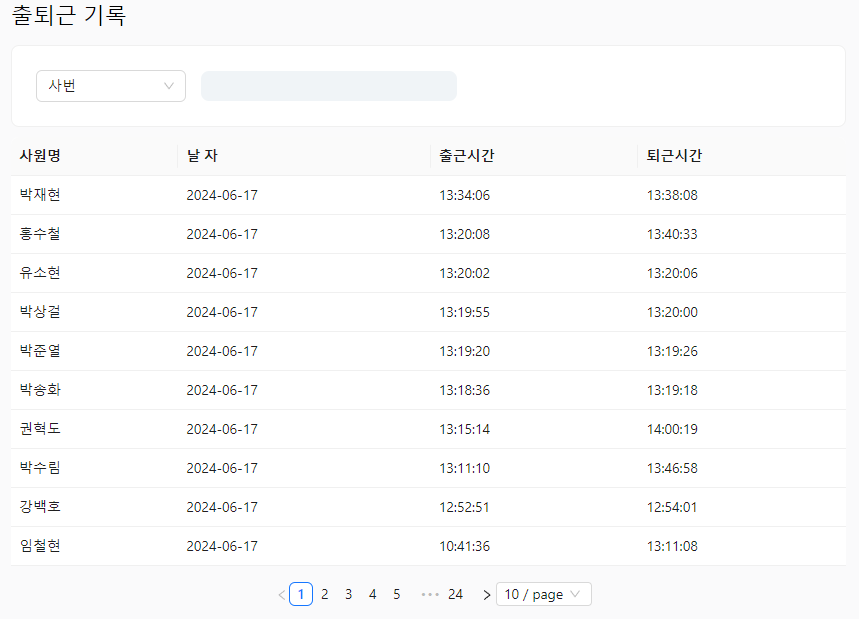 출퇴근 기록
사번
사원명 날 자 출근시간 퇴근시간
박재현 2024-06-17 13:34:06 13:38:08
홍수철 2024-06-17 13:20:08 13:40:33
유소현 2024-06-17 13:20:02 13:20:06
박상걸 2024-06-17 13:19:55 13:20:00
박준열 2024-06-17 13:19:20 13:19:26
박송화 2024-06-17 13:18:36 13:19:18
권혁도 2024-06-17 13:15:14 14:00:19
박수림 2024-06-17 13:11:10 13:46:58
강백호 2024-06-17 12:52:51 12:54:01
임철현 2024-06-17 10:41:36 13:11:08
< 1 2 3 4 5 ··· 24 > 10 / page